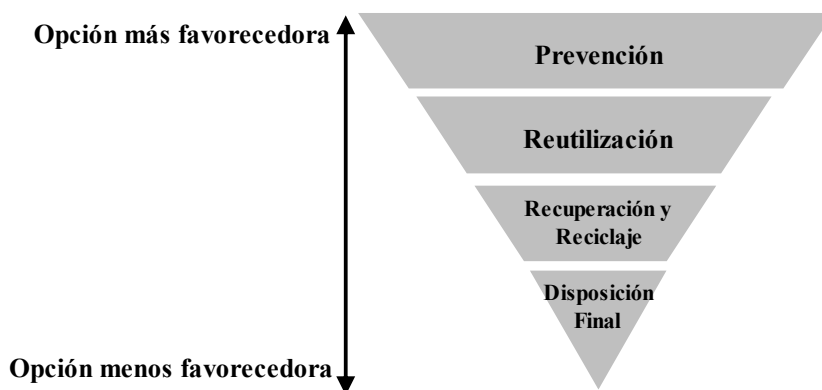 Opción más favorecedora
Prevención
Reutilización
Recuperación y
Reciclaje
Disposición
Final
Opción menos favorecedora